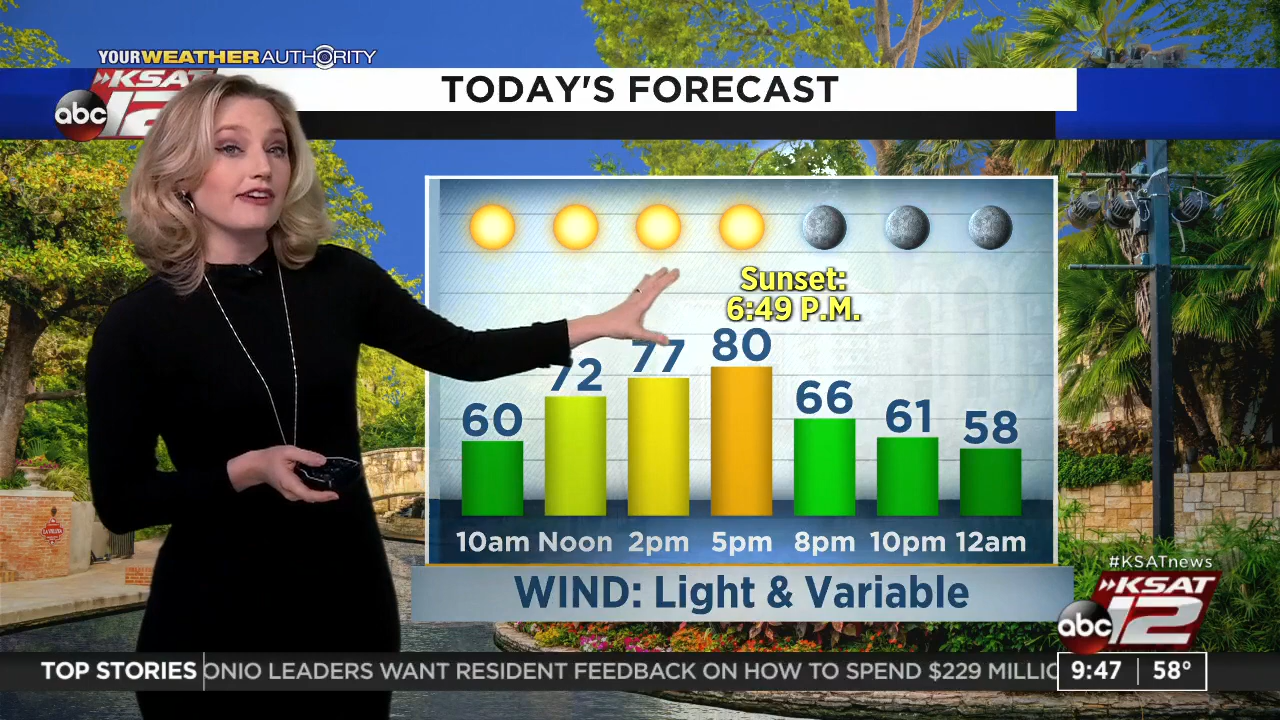 YOURWEATHERAUTHORITY
KSAT
abc 12
TODAY'S FORECAST
Sunset:
6:49 P.M.
60 72 77 80 66 61 58
10am Noon 2pm 5pm 8pm 10pm 12am
WIND: Light & Variable
#KSATnews
KSAT
abc 12
TOP STORIES ONIO LEADERS WANT RESIDENT FEEDBACK ON HOW TO SPEND $229 MILLIO 9:47 58°